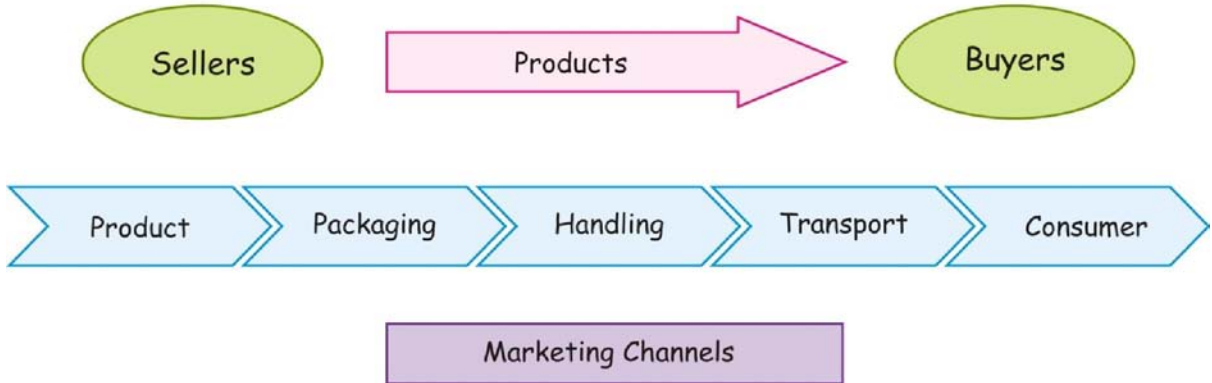 Sellers
Products
Buyers
Product
Packaging
Handling
Transport
Consumer
Marketing Channels